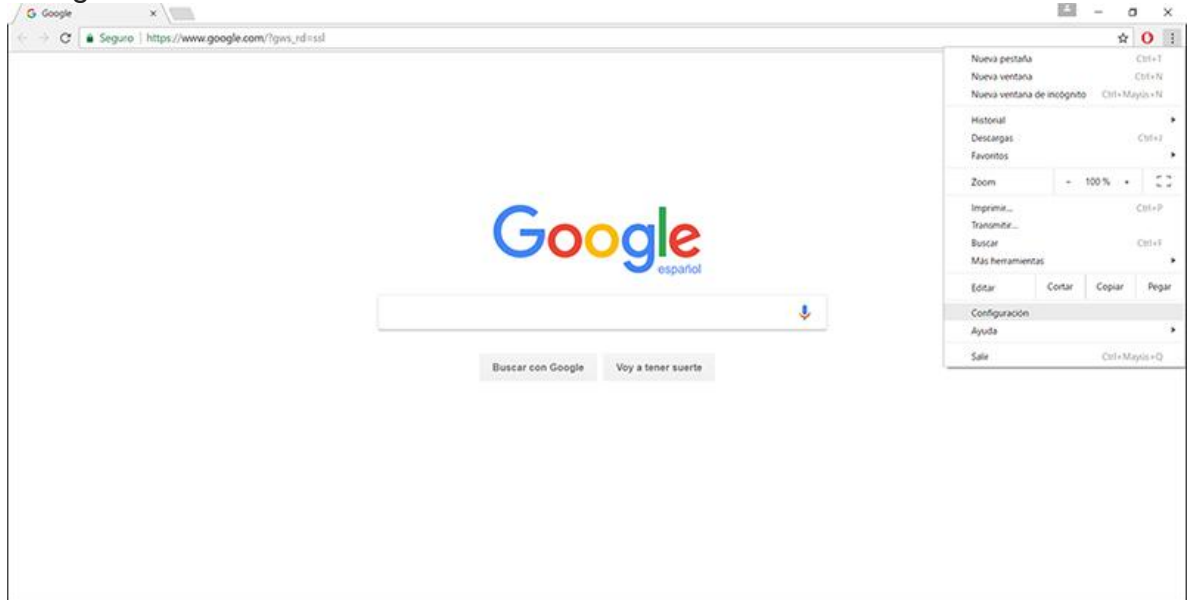 Google
Seguro | https://www.google.com/?gws_rd=ssl
Nueva pestaña Ctrl+T
Nueva ventana Ctrl+N
Nueva ventana de incógnito Ctrl+Mayús+N
Historial
Descargas Ctrl+J
Favoritos
Zoom - 100 % +
Imprimir... Ctrl+P
Transmitir...
Buscar Ctrl+F
Más herramientas
Editar Cortar Copiar Pegar
Configuración
Ayuda
Salir Ctrl+Mayús+Q
Google
español
Buscar con Google Voy a tener suerte